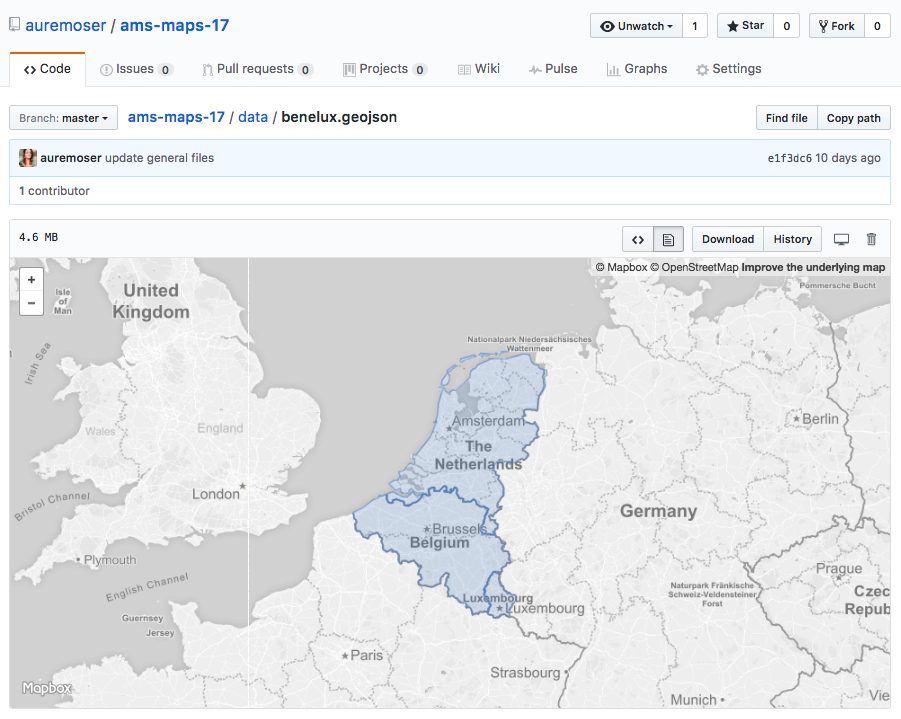 auremoser / ams-maps-17
Unwatch 1 Star 0 Fork 0
Code Issues 0 Pull requests 0 Projects 0 Wiki Pulse Graphs Settings
Branch: master ams-maps-17 / data / benelux.geojson Find file Copy path
auremoser update general files e1f3dc6 10 days ago
1 contributor
4.6 MB <> Download History
© Mapbox © OpenStreetMap Improve the underlying map
+
−
Isle
of
Man
United
Kingdom
Pommersche Bucht
Irish Sea
Nationalpark Niedersächsisches
Wattenmeer
Wales
England
Amsterdam
Berlin
The
Netherlands
London
Bristol Channel
Germany
Brussels
Belgium
Plymouth
English Channel
Prague
Naturpark Fränkische
Schweiz-Veldensteiner
Forst
Czec
Repub
Luxembourg
Luxembourg
Guernsey
Jersey
Paris
Strasbourg
Mapbox
Munich
Vie